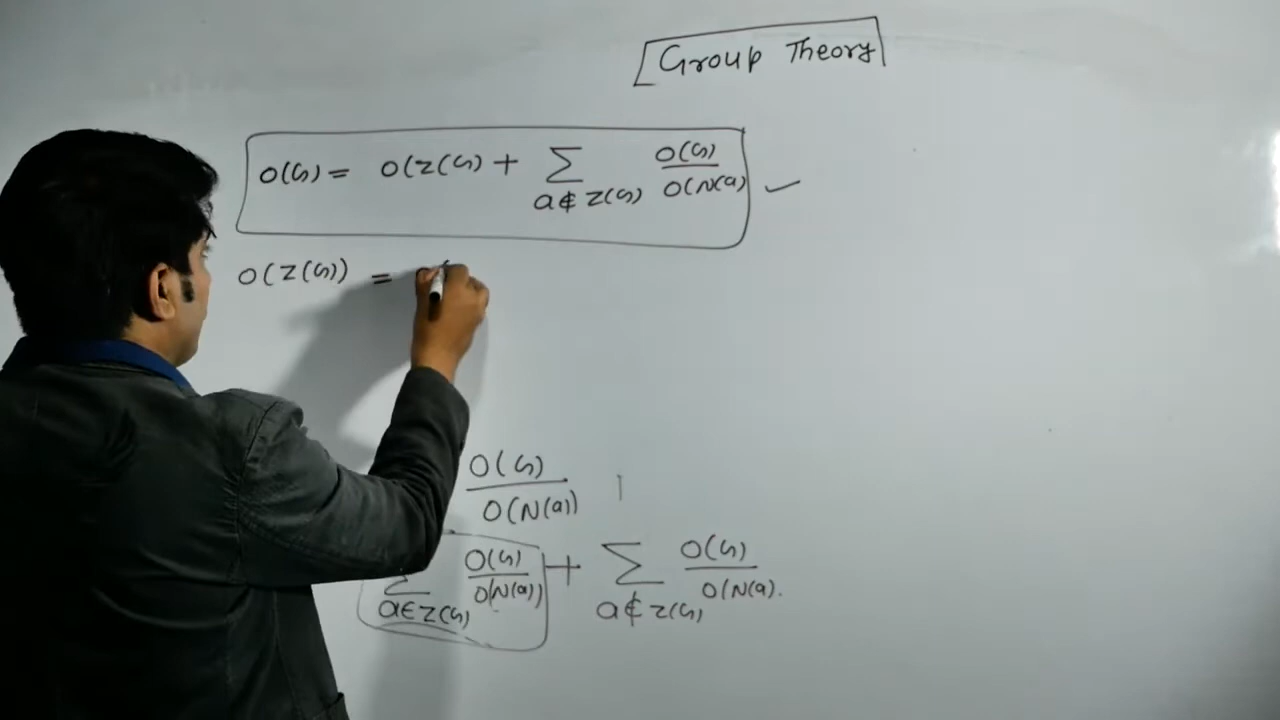 Group Theory
O(G) = O(Z(G) + ∑ a∉Z(G) O(G)/O(N(a)
O(Z(G)) =
O(G)/O(N(a))
∑ a∈Z(G) O(G)/O(N(a)) + ∑ a∉Z(G) O(G)/O(N(a).